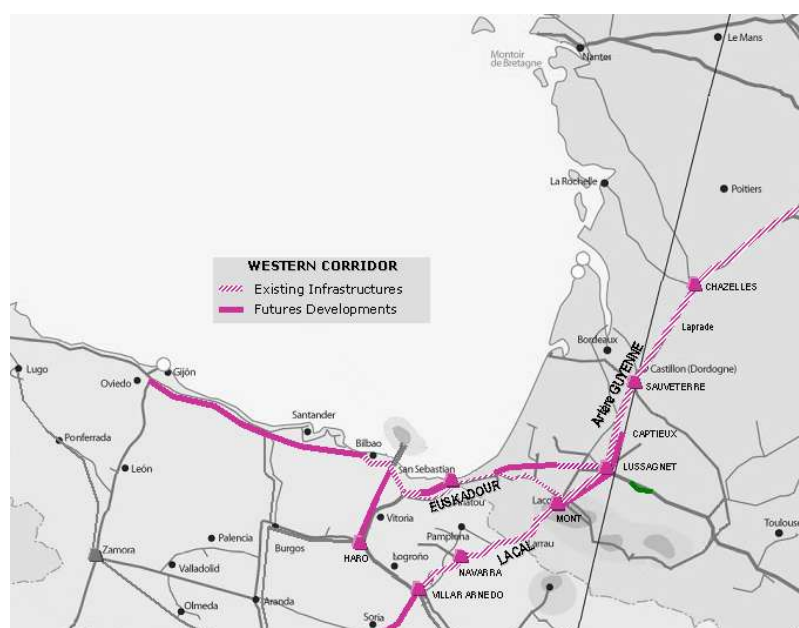 Le Mans
Montoir
de Bretagne
Nantes
La Rochelle
Poitiers
WESTERN CORRIDOR
Existing Infrastructures
Futures Developments
CHAZELLES
Laprade
Bordeaux
Artère GUYENNE
Castillon (Dordogne)
SAUVETERRE
Lugo
Oviedo
Gijón
Santander
Bilbao
CAPTIEUX
Ponferrada
León
San Sebastian
LUSSAGNET
EUSKADOUR
Vitoria
MONT
Toulouse
Zamora
Palencia
Burgos
HARO
Pamplona
Larrau
LACAL
Valladolid
Logroño
NAVARRA
Olmeda
Aranda
Soria
VILLAR ARNEDO